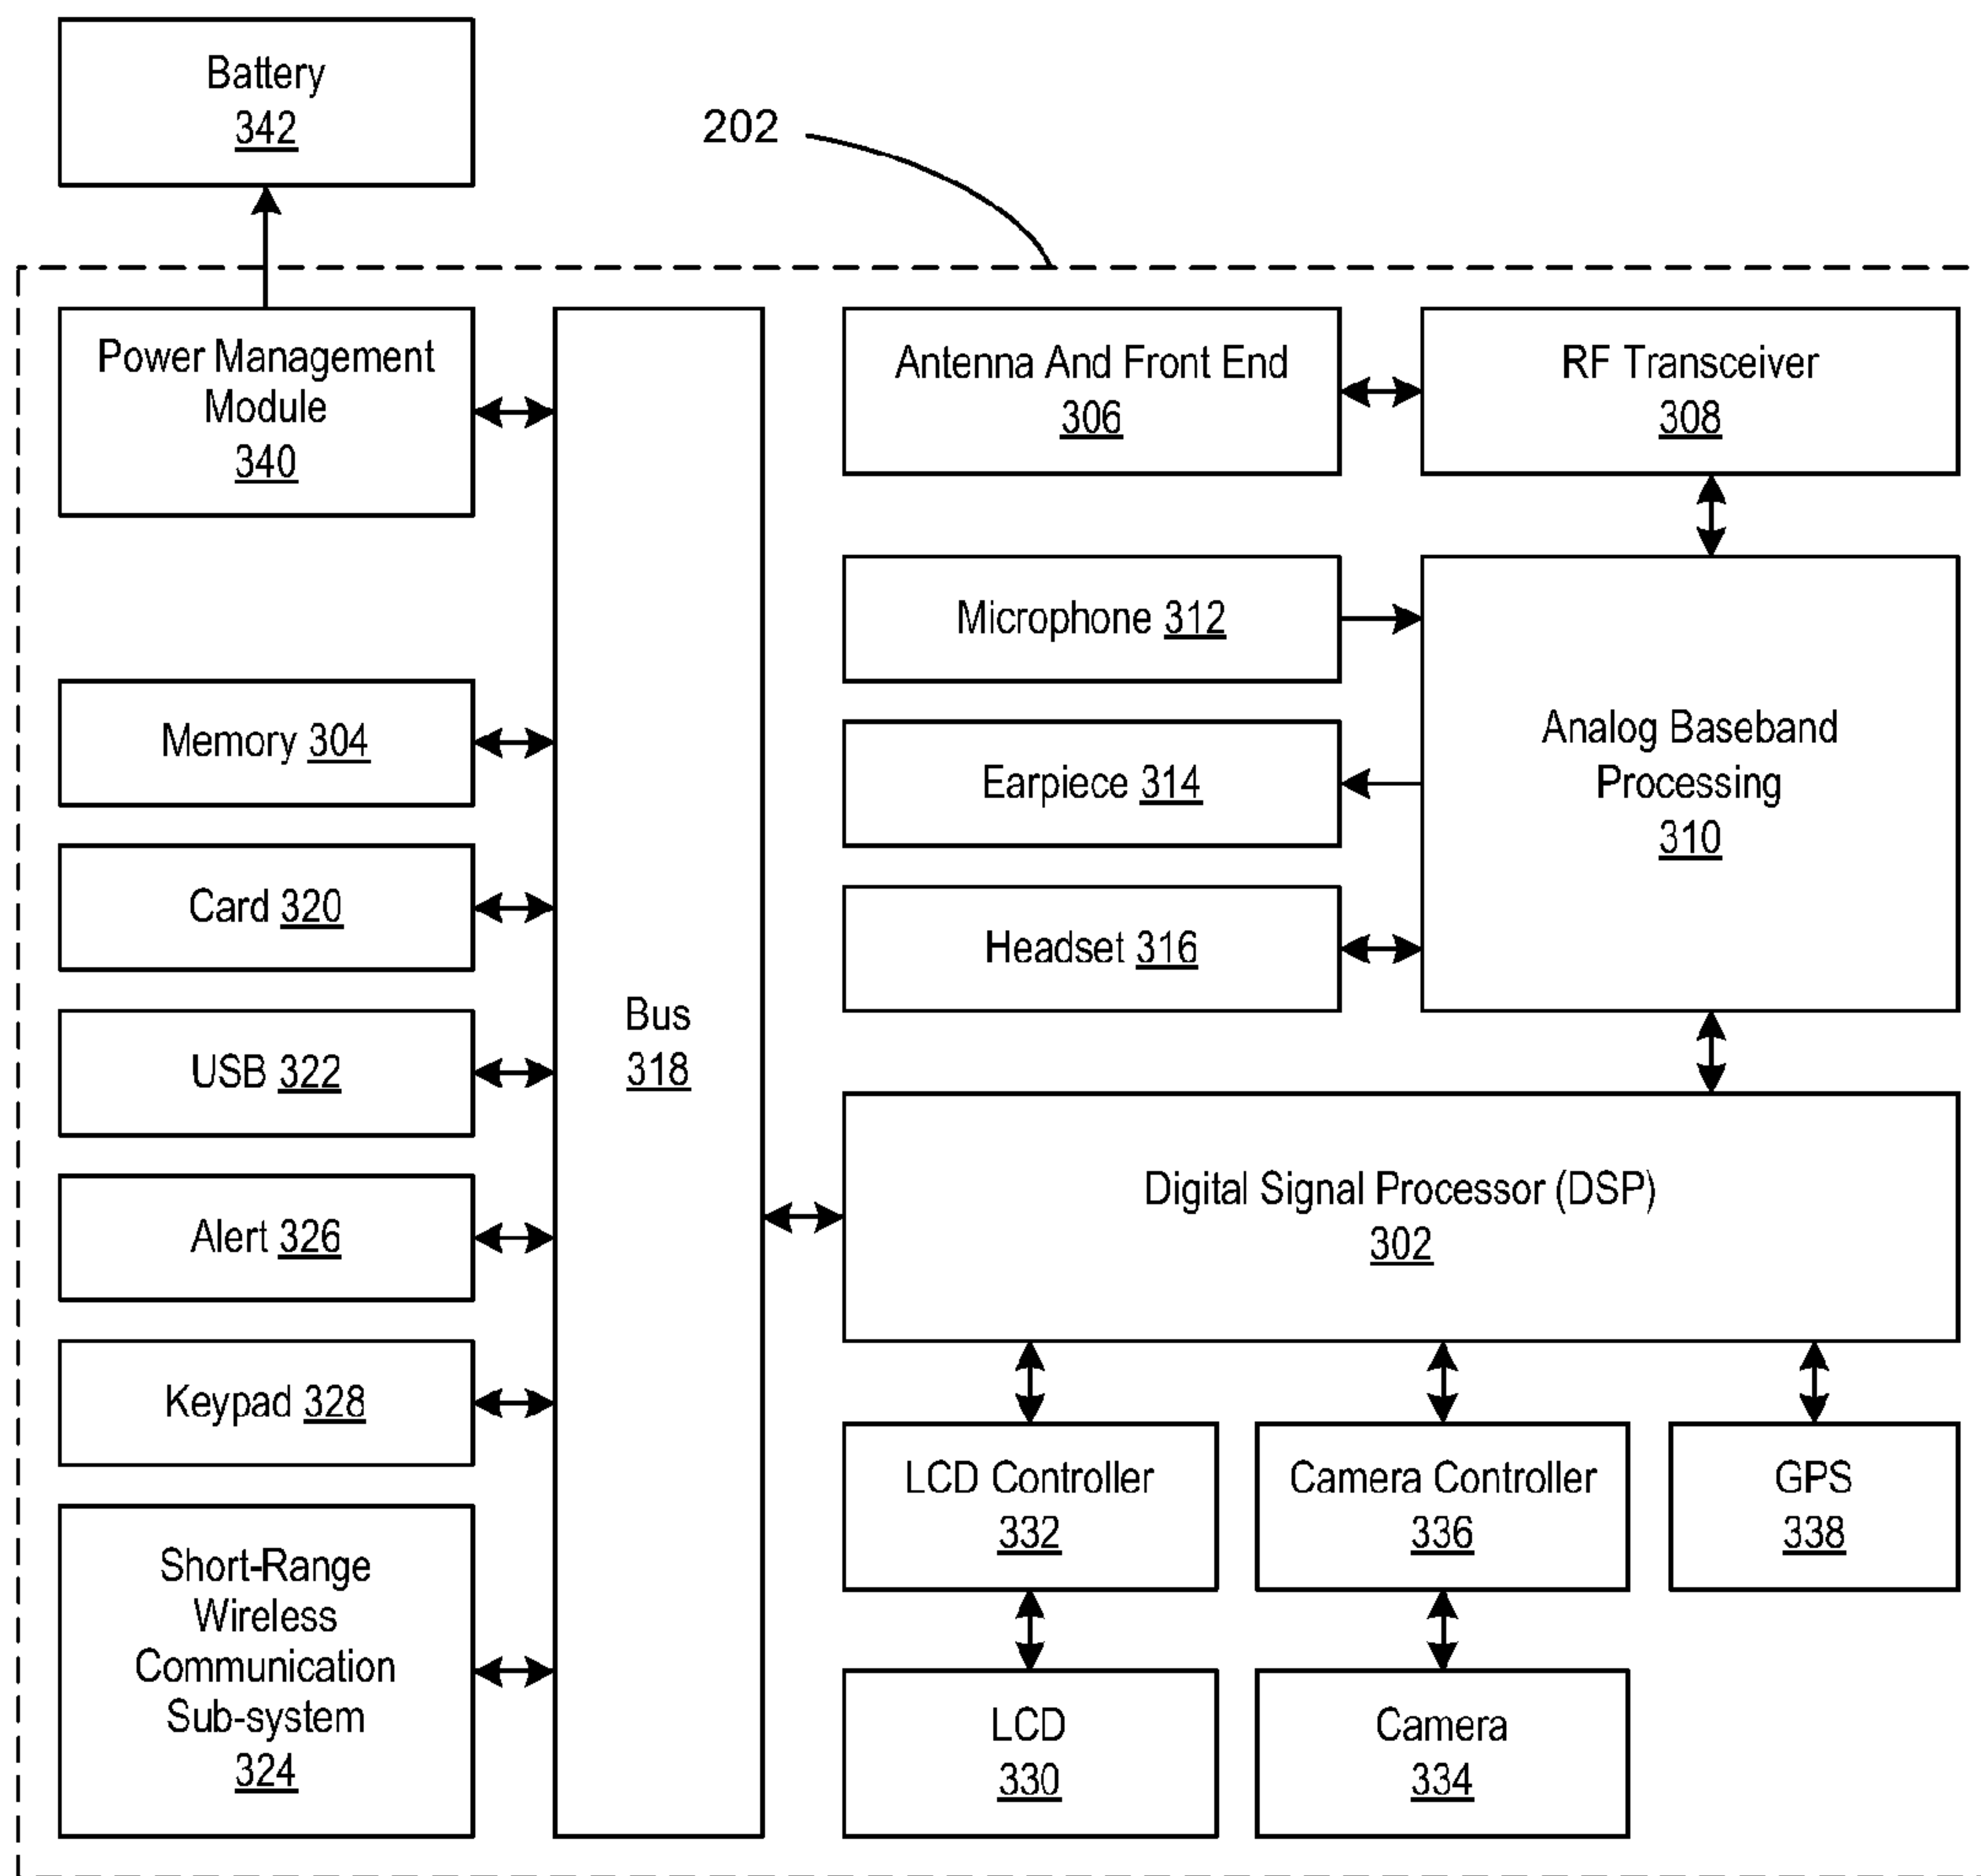 Battery
342
202
Power Management
Module
340
Antenna And Front End
306
RF Transceiver
308
Microphone 312
Memory 304
Earpiece 314
Analog Baseband
Processing
310
Card 320
Headset 316
USB 322
Bus
318
Alert 326
Digital Signal Processor (DSP)
302
Keypad 328
LCD Controller
332
Camera Controller
336
GPS
338
Short-Range
Wireless
Communication
Sub-system
324
LCD
330
Camera
334